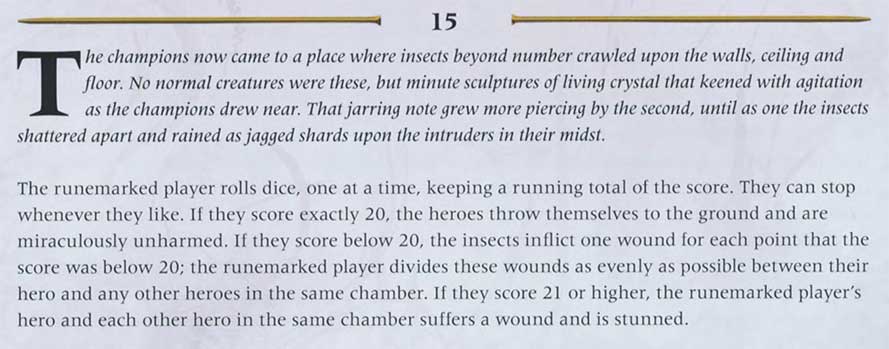 15
The champions now came to a place where insects beyond number crawled upon the walls, ceiling and
floor. No normal creatures were these, but minute sculptures of living crystal that keened with agitation
as the champions drew near. That jarring note grew more piercing by the second, until as one the insects
shattered apart and rained as jagged shards upon the intruders in their midst.
The runemarked player rolls dice, one at a time, keeping a running total of the score. They can stop
whenever they like. If they score exactly 20, the heroes throw themselves to the ground and are
miraculously unharmed. If they score below 20, the insects inflict one wound for each point that the
score was below 20; the runemarked player divides these wounds as evenly as possible between their
hero and any other heroes in the same chamber. If they score 21 or higher, the runemarked player's
hero and each other hero in the same chamber suffers a wound and is stunned.